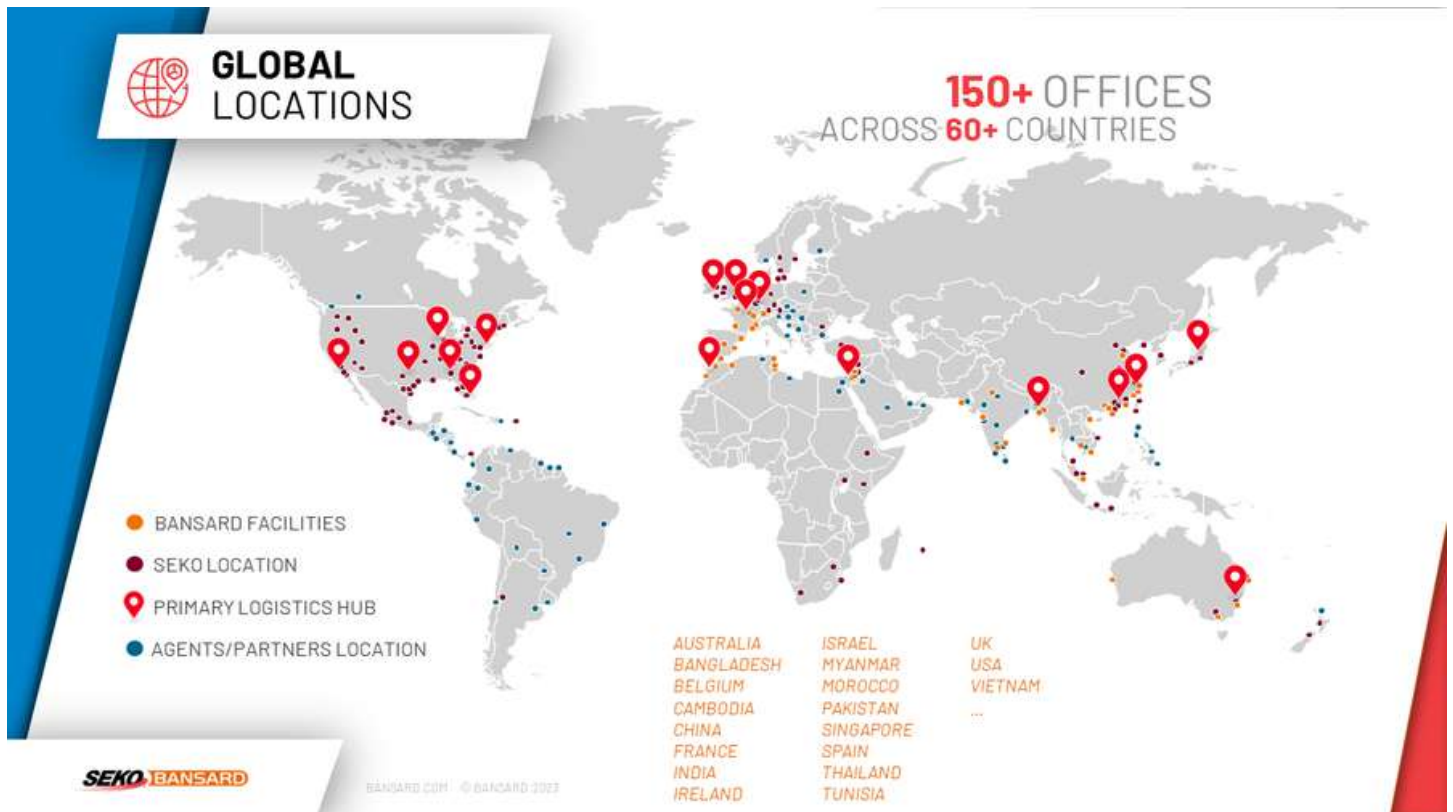 GLOBAL
LOCATIONS
150+ OFFICES
ACROSS 60+ COUNTRIES
BANSARD FACILITIES
SEKO LOCATION
PRIMARY LOGISTICS HUB
AGENTS/PARTNERS LOCATION
AUSTRALIA
BANGLADESH
BELGIUM
CAMBODIA
CHINA
FRANCE
INDIA
IRELAND
ISRAEL
MYANMAR
MOROCCO
PAKISTAN
SINGAPORE
SPAIN
THAILAND
TUNISIA
UK
USA
VIETNAM
...
SEKO BANSARD
BANSARD.COM © BANSARD 2023